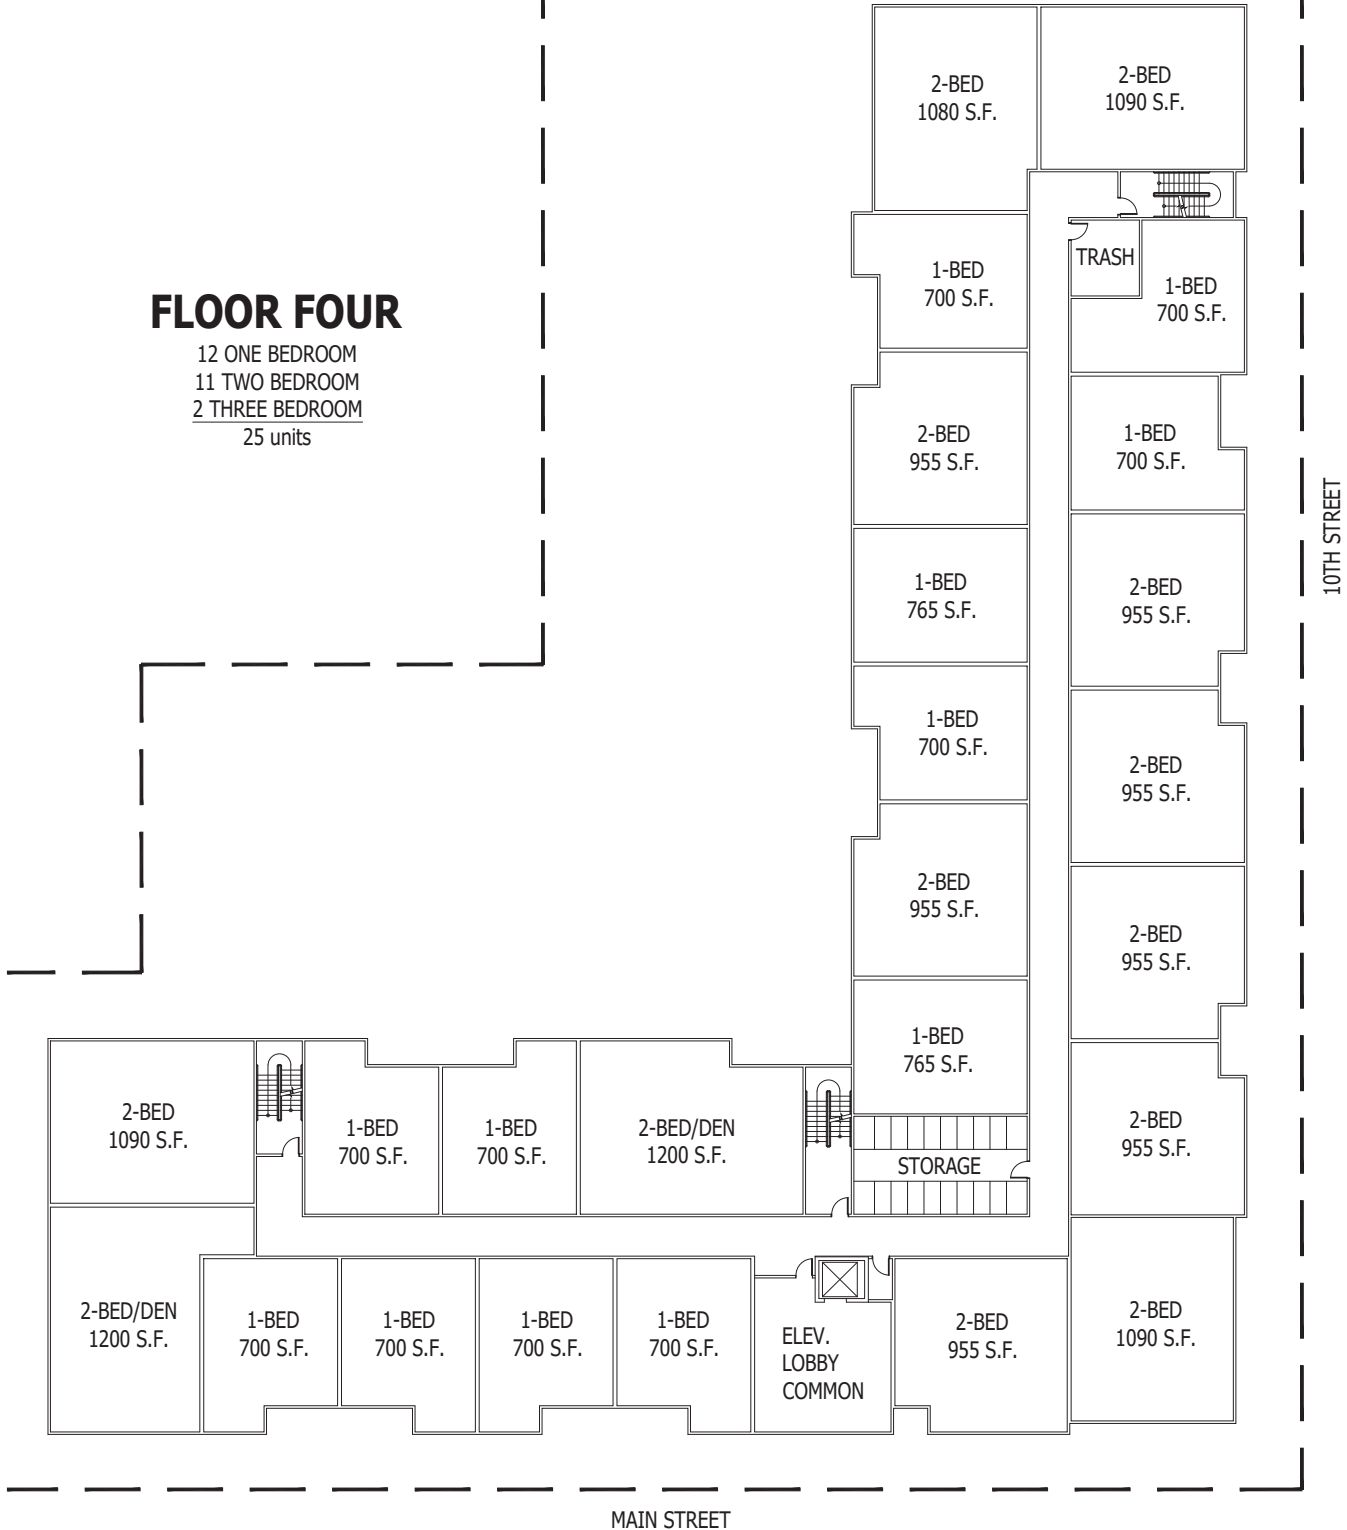 2-BED
1080 S.F.
2-BED
1090 S.F.
TRASH
1-BED
700 S.F.
1-BED
700 S.F.
FLOOR FOUR
12 ONE BEDROOM
11 TWO BEDROOM
2 THREE BEDROOM
25 units
2-BED
955 S.F.
1-BED
700 S.F.
10TH STREET
1-BED
765 S.F.
2-BED
955 S.F.
1-BED
700 S.F.
2-BED
955 S.F.
2-BED
955 S.F.
2-BED
955 S.F.
1-BED
765 S.F.
2-BED
955 S.F.
2-BED
1090 S.F.
1-BED
700 S.F.
1-BED
700 S.F.
2-BED/DEN
1200 S.F.
STORAGE
2-BED/DEN
1200 S.F.
1-BED
700 S.F.
1-BED
700 S.F.
1-BED
700 S.F.
1-BED
700 S.F.
ELEV.
LOBBY
COMMON
2-BED
955 S.F.
2-BED
1090 S.F.
MAIN STREET